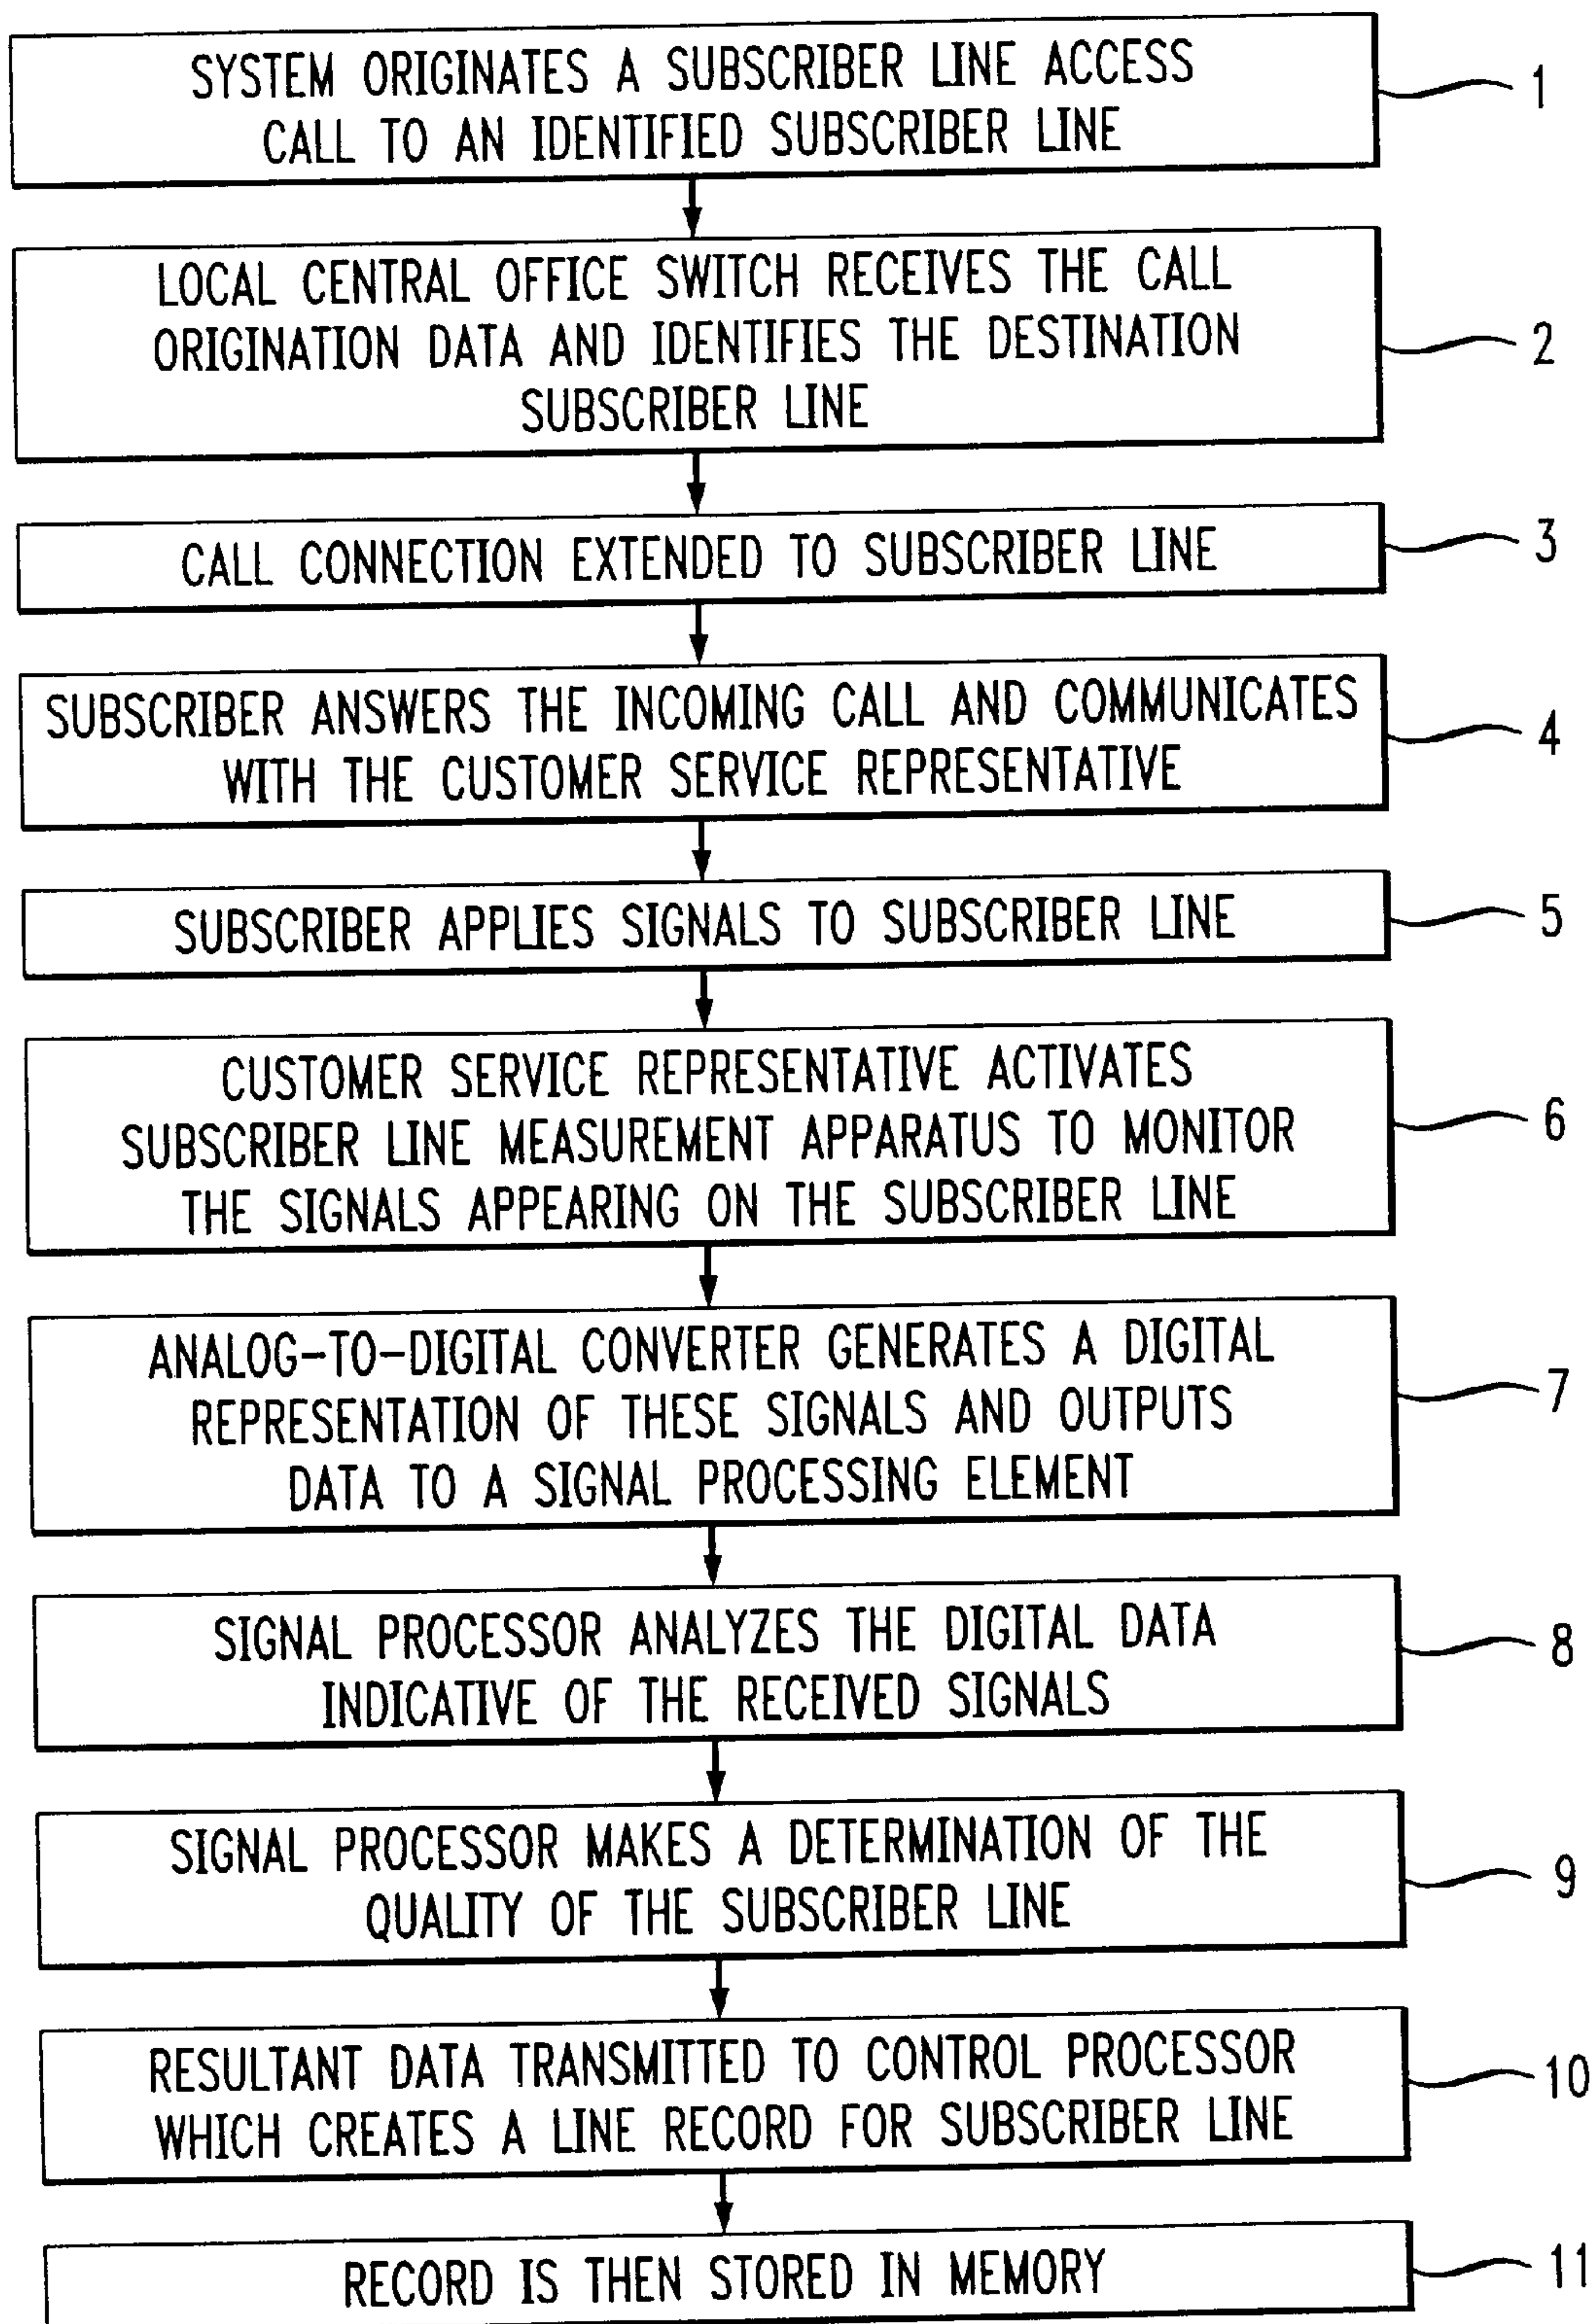 SYSTEM ORIGINATES A SUBSCRIBER LINE ACCESS
CALL TO AN IDENTIFIED SUBSCRIBER LINE
1
LOCAL CENTRAL OFFICE SWITCH RECEIVES THE CALL
ORIGINATION DATA AND IDENTIFIES THE DESTINATION
SUBSCRIBER LINE
2
CALL CONNECTION EXTENDED TO SUBSCRIBER LINE
3
SUBSCRIBER ANSWERS THE INCOMING CALL AND COMMUNICATES
WITH THE CUSTOMER SERVICE REPRESENTATIVE
4
SUBSCRIBER APPLIES SIGNALS TO SUBSCRIBER LINE
5
CUSTOMER SERVICE REPRESENTATIVE ACTIVATES
SUBSCRIBER LINE MEASUREMENT APPARATUS TO MONITOR
THE SIGNALS APPEARING ON THE SUBSCRIBER LINE
6
ANALOG-TO-DIGITAL CONVERTER GENERATES A DIGITAL
REPRESENTATION OF THESE SIGNALS AND OUTPUTS
DATA TO A SIGNAL PROCESSING ELEMENT
7
SIGNAL PROCESSOR ANALYZES THE DIGITAL DATA
INDICATIVE OF THE RECEIVED SIGNALS
8
SIGNAL PROCESSOR MAKES A DETERMINATION OF THE
QUALITY OF THE SUBSCRIBER LINE
9
RESULTANT DATA TRANSMITTED TO CONTROL PROCESSOR
WHICH CREATES A LINE RECORD FOR SUBSCRIBER LINE
10
RECORD IS THEN STORED IN MEMORY
11